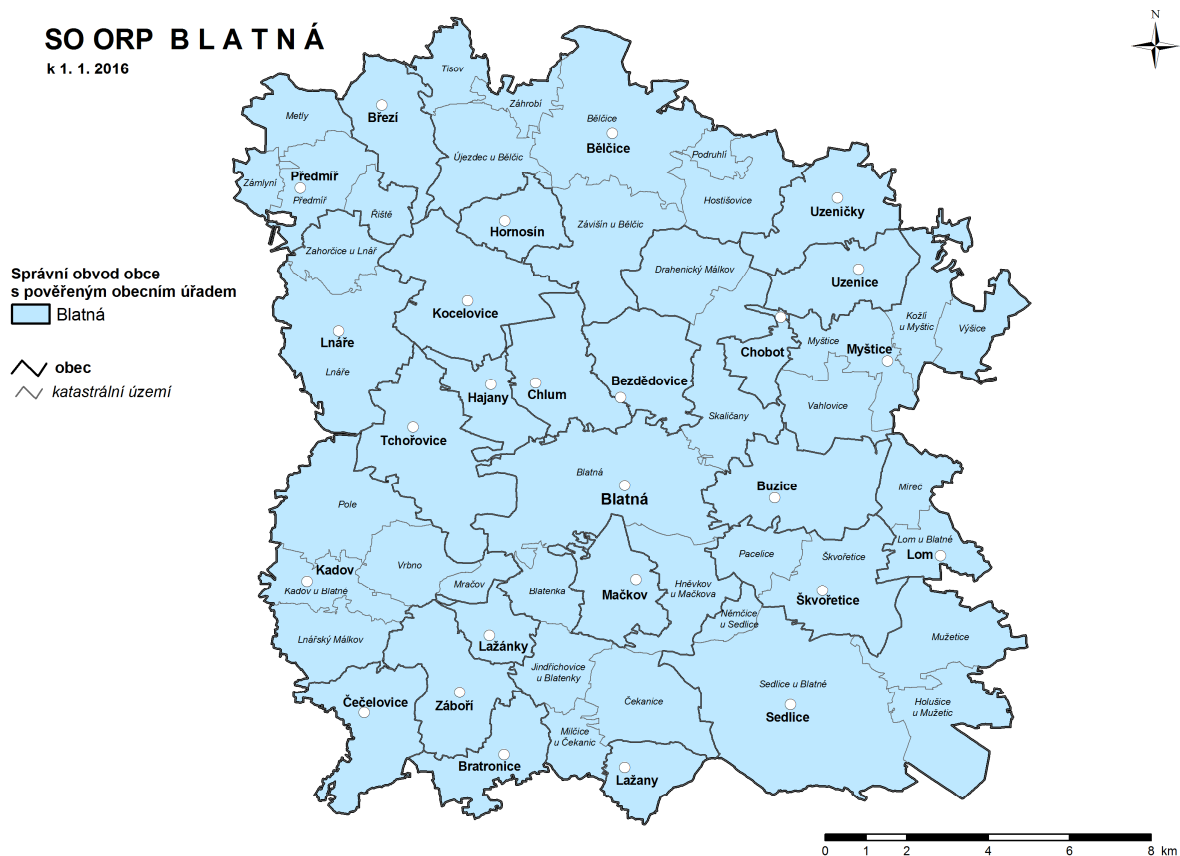 SO ORP B L A T N Á
k 1. 1. 2016
N
Tisov
Záhrobí
Bělčice
Bělčice
Metly
Březí
Újezdec u Bělčic
Podruhlí
Zámlyní
Předmíř
Předmíř
Řiště
Hostišovice
Uzeničky
Hornosín
Závišín u Bělčic
Zahorčice u Lnář
Drahenický Málkov
Uzenice
Správní obvod obce
s pověřeným obecním úřadem
Blatná
Kocelovice
Kožlí
u Myštic
Výšice
Lnáře
Lnáře
Chobot
Myštice
Myštice
obec
katastrální území
Hajany
Chlum
Bezdědovice
Vahlovice
Skaličany
Tchořovice
Blatná
Blatná
Buzice
Mirec
Pole
Lom u Blatné
Lom
Pacelice
Škvořetice
Škvořetice
Kadov
Kadov u Blatné
Vrbno
Mračov
Blatenka
Mačkov
Hněvkov
u Mačkova
Němčice
u Sedlice
Lnářský Málkov
Lažánky
Mužetice
Jindřichovice
u Blatenky
Čečelovice
Záboří
Čekanice
Sedlice u Blatné
Sedlice
Holušice
u Mužetic
Milčice
u Čekanic
Bratronice
Lažany
0 1 2 4 6 8 km